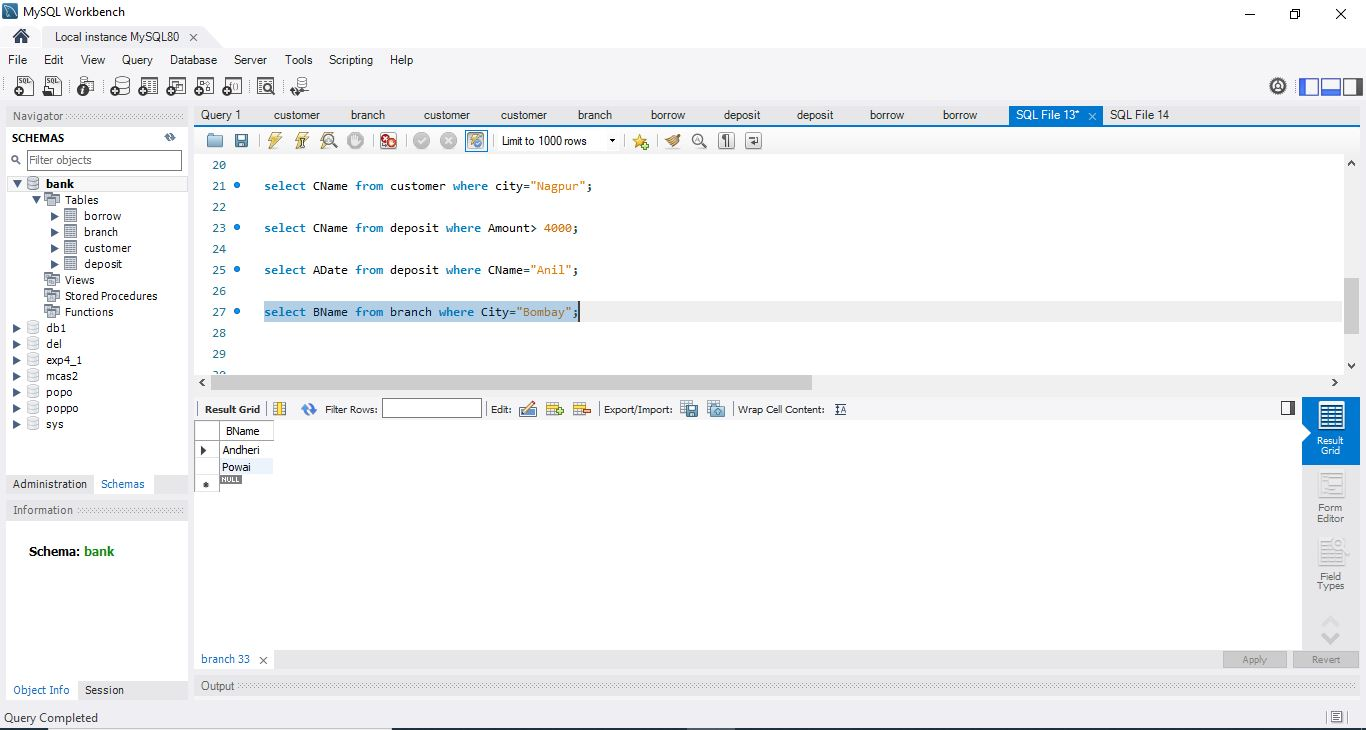 MySQL Workbench
Local instance MySQL80
File Edit View Query Database Server Tools Scripting Help
Navigator
SCHEMAS
Filter objects
bank
Tables
borrow
branch
customer
deposit
Views
Stored Procedures
Functions
db1
del
exp4_1
mcas2
popo
poppo
sys
Administration Schemas
Information
Schema: bank
Object Info Session
Query 1 customer branch customer customer branch borrow deposit deposit borrow borrow SQL File 13* SQL File 14
Limit to 1000 rows
20
21 select CName from customer where city="Nagpur";
22
23 select CName from deposit where Amount> 4000;
24
25 select ADate from deposit where CName="Anil";
26
27 select BName from branch where City="Bombay";
28
29
Result Grid Filter Rows: Edit: Export/Import: Wrap Cell Content:
BName
Andheri
Powai
NULL
Result
Grid
Form
Editor
Field
Types
branch 33
Apply Revert
Output
Query Completed